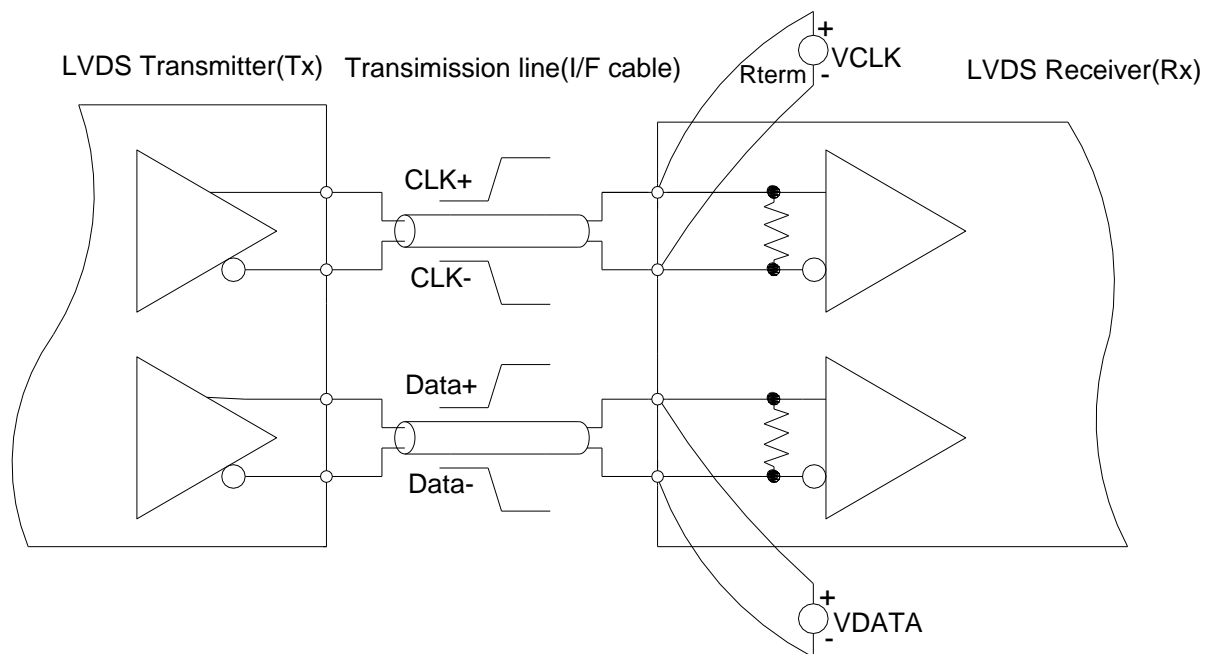 LVDS Transmitter(Tx)
Transimission line(I/F cable)
+
VCLK
-
Rterm
LVDS Receiver(Rx)
CLK+
CLK-
Data+
Data-
+
VDATA
-